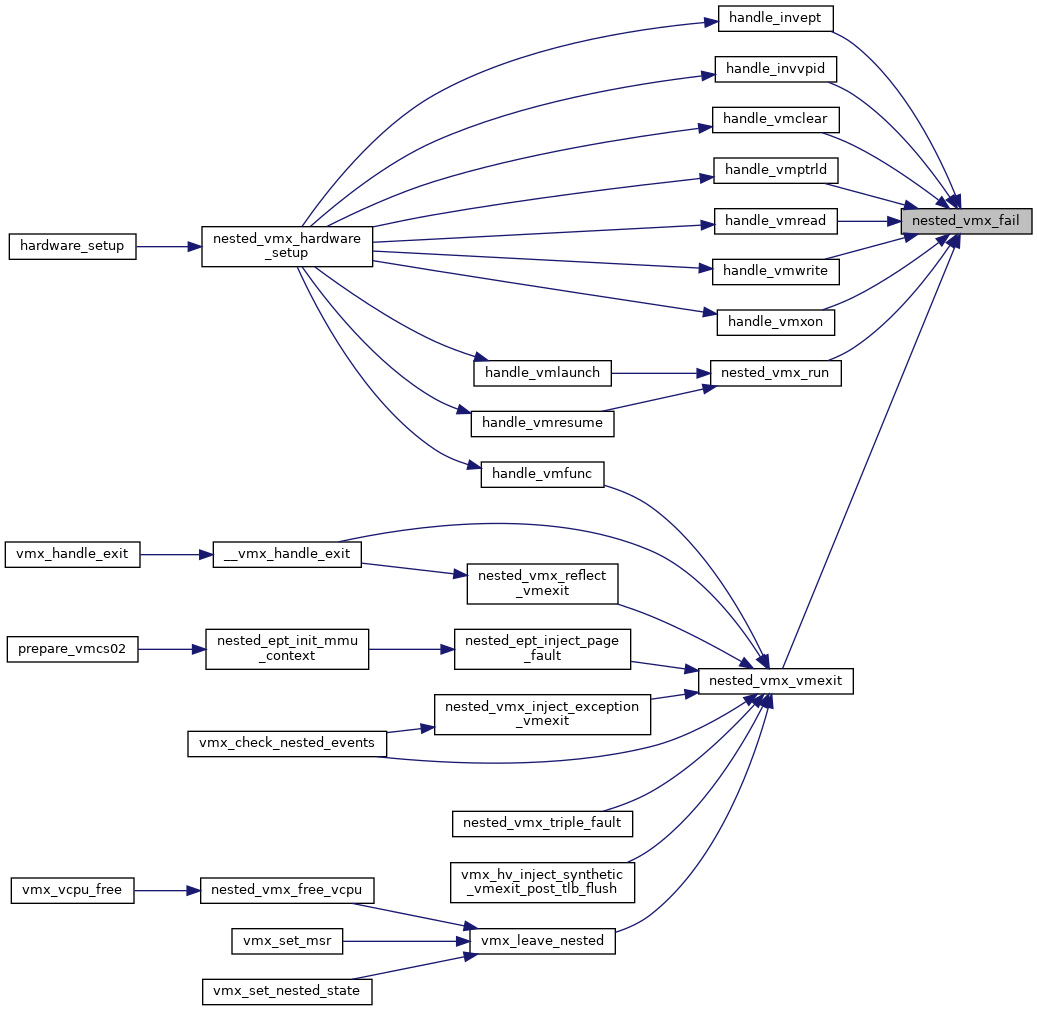 handle_invept
handle_invvpid
handle_vmclear
handle_vmptrld
handle_vmread
nested_vmx_fail
hardware_setup
nested_vmx_hardware
_setup
handle_vmwrite
handle_vmxon
handle_vmlaunch
nested_vmx_run
handle_vmresume
handle_vmfunc
vmx_handle_exit
__vmx_handle_exit
nested_vmx_reflect
_vmexit
prepare_vmcs02
nested_ept_init_mmu
_context
nested_ept_inject_page
_fault
nested_vmx_vmexit
nested_vmx_inject_exception
_vmexit
vmx_check_nested_events
nested_vmx_triple_fault
vmx_hv_inject_synthetic
_vmexit_post_tlb_flush
vmx_vcpu_free
nested_vmx_free_vcpu
vmx_set_msr
vmx_leave_nested
vmx_set_nested_state